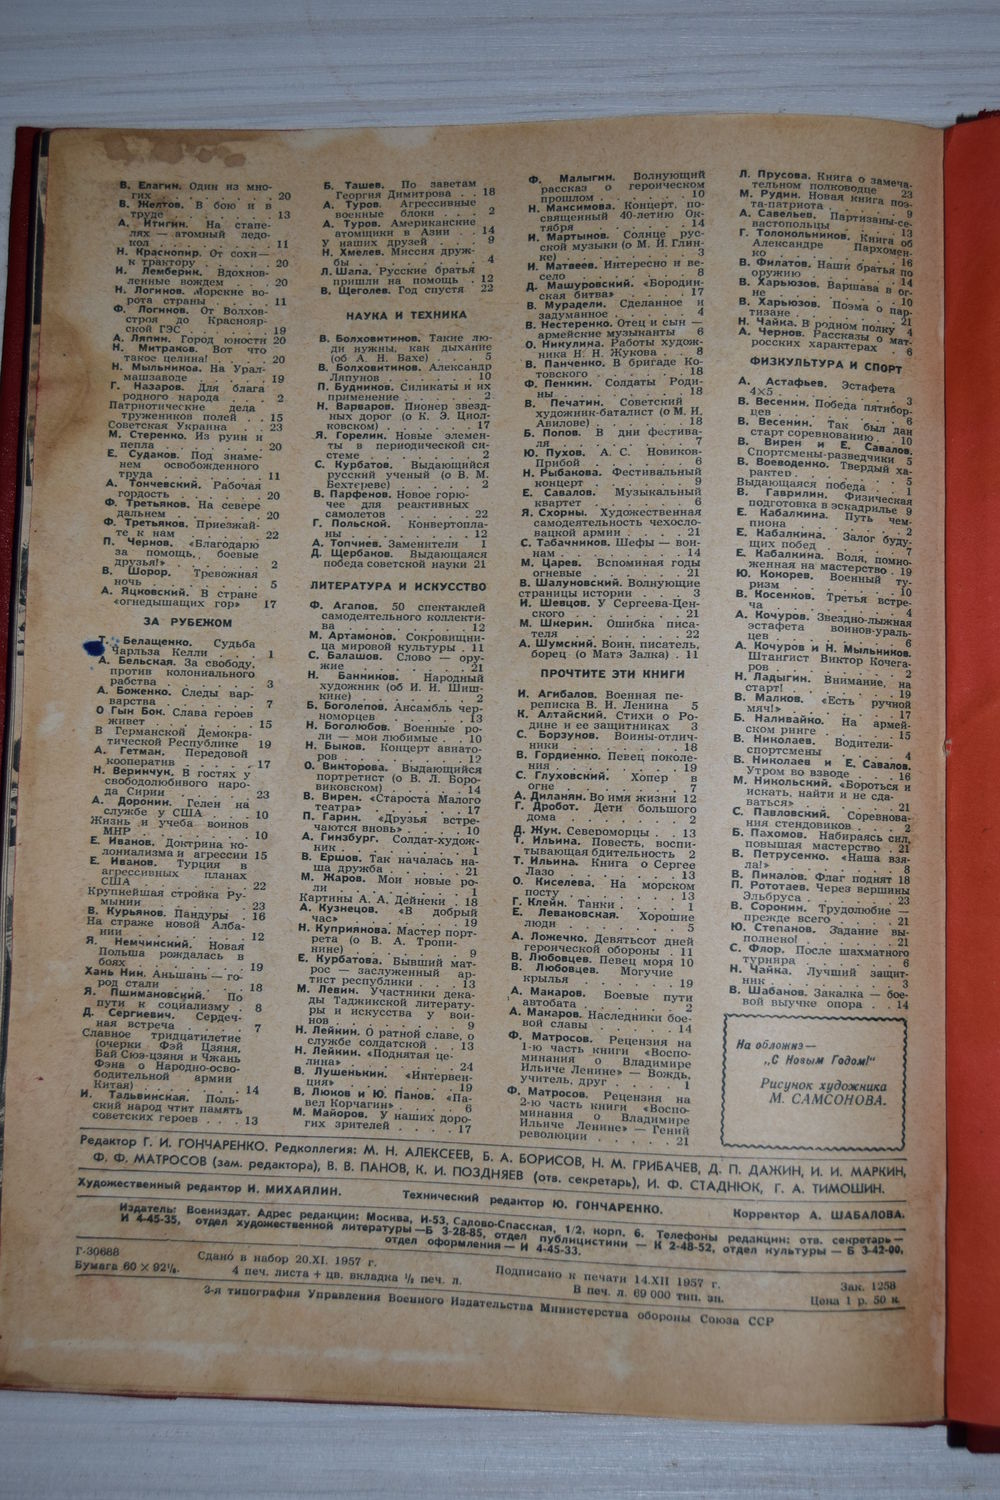 В. Елагин. Один из мно-
гих . . . . . . . . 20
В. Желтов. В бою и в
труде . . . . . . . 13
А. Итигин. На стапе-
лях — атомный ледо-
кол . . . . . . . . 11
Н. Краснопир. От сохи—
к трактору . . . . . 20
И. Лемберик. Вдохнов-
ленные вождем . . . 20
Н. Логинов. Морские во-
рота страны . . . . 11
Ф. Логинов. От Волхов-
строя до Краснояр-
ской ГЭС . . . . . 19
А. Ляпин. Город юности 20
Н. Митраков. Вот что
такое целина! . . . . 20
Н. Мыльников. На Урал-
машзаводе . . . . . 19
Г. Назаров. Для блага
родного народа . . . 2
Патриотические дела
тружеников полей . . 15
Советская Украина . . 23
М. Стеренко. Из руин и
пепла . . . . . . . 20
Е. Судаков. Под знаме-
нем освобожденного
труда . . . . . . . 11
А. Тончевский. Рабочая
гордость . . . . . . 20
Ф. Третьяков. На севере
дальнем . . . . . . 20
Ф. Третьяков. Приезжай-
те к нам . . . . . . 22
П. Чернов. «Благодарю
за помощь, боевые
друзья!» . . . . . . 2
В. Шорор. Тревожная
ночь . . . . . . . 5
А. Яцковский. В стране
«огнедышащих гор» 17
ЗА РУБЕЖОМ
Т. Белащенко. Судьба
Чарльза Келли . . . 1
А. Бельская. За свободу,
против колониального
рабства . . . . . . 3
А. Боженко. Следы вар-
варства . . . . . . 7
О Гын Бок. Слава героев
живет . . . . . . . 15
В Германской Демокра-
тической Республике 19
А. Гетман. Передовой
кооператив . . . . . 17
Н. Веринчук. В гостях у
свободолюбивого наро-
да Сирии . . . . . 23
А. Доронин. Гелен на
службе у США . . . 10
Жизнь и учеба воинов
МНР . . . . . . . 10
Е. Иванов. Доктрина ко-
лониализма и агрессии 15
Е. Иванов. Турция в
агрессивных планах
США . . . . . . . 22
Крупнейшая стройка Ру-
мынии . . . . . . . 23
В. Курьянов. Пандуры . 16
На страже новой Алба-
нии . . . . . . . . 12
Я. Немчинский. Новая
Польша рождалась в
боях . . . . . . . 19
Хань Нин. Аньшань — го-
род стали . . . . . 18
Я. Пшимановский. По
пути к социализму . 8
Д. Сергиевич. Сердеч-
ная встреча . . . . . 7
Славное тридцатилетие
(очерки Фэй Цзяня,
Бай Сюэ-цзяня и Чжань
Фэна о Народно-осво-
бодительной армии
Китая) . . . . . . . 14
И. Тальвинская. Поль-
ский народ чтит память
советских героев . . . 13
Б. Ташев. По заветам
Георгия Димитрова . . 18
А. Туров. Агрессивные
военные блоки . . . 2
А. Туров. Американские
атомщики в Азии . . 14
У наших друзей . . . 9
Н. Хмелев. Миссия друж-
бы . . . . . . . . 4
Л. Шапа. Русские братья
пришли на помощь . 12
В. Щеголев. Год спустя 22
НАУКА И ТЕХНИКА
В. Болховитинов. Такие лю-
ди нужны, как дыхание
(об А. Н. Бахе) . . . 5
В. Болховитинов. Александр
Ляпунов . . . . . . 10
П. Будников. Силикаты и их
применение . . . . . 2
Н. Варваров. Пионер звезд-
ных дорог (о К. Э. Циол-
ковском) . . . . . . 17
Я. Горелин. Новые элемен-
ты в периодической си-
стеме . . . . . . . 2
С. Курбатов. Выдающийся
русский ученый (о В. М.
Бехтереве) . . . . . 2
В. Парфенов. Новое горю-
чее для реактивных
самолетов . . . . . 22
Г. Польской. Конвертопла-
ны . . . . . . . . 12
А. Топчиев. Заменители 1
Д. Щербаков. Выдающаяся
победа советской науки 21
ЛИТЕРАТУРА И ИСКУССТВО
Ф. Агапов. 50 спектаклей
самодеятельного коллекти-
ва . . . . . . . . 12
М. Артамонов. Сокровищни-
ца мировой культуры . 11
С. Балашов. Слово — ору-
жие . . . . . . . . 21
Н. Банников. Народный
художник (об И. И. Шиш-
кине) . . . . . . . 2
Б. Боголепов. Ансамбль чер-
номорцев . . . . . . 13
Н. Боголюбов. Военные ро-
ли — мои любимые . . 10
Н. Быков. Концерт авиато-
ров . . . . . . . . 12
О. Викторова. Выдающийся
портретист (о В. Л. Боро-
виковском) . . . . . 14
В. Вирен. «Староста Малого
театра» . . . . . . 17
П. Гарин. «Друзья встре-
чаются вновь» . . . . 10
А. Гинзбург. Солдат-худож-
ник . . . . . . . . 1
В. Ершов. Так началась на-
ша дружба . . . . . 21
М. Жаров. Мои новые ро-
ли . . . . . . . . 1
Картины А. А. Дейнеки . 18
А. Кузнецов. «В добрый
час» . . . . . . . 19
Н. Куприянова. Мастер порт-
рета (о В. А. Тропи-
нине) . . . . . . . 9
Е. Курбатова. Бывший мат-
рос — заслуженный ар-
тист республики . . . 13
М. Левин. Участники дека-
ды Таджикской литерату-
ры и искусства у вои-
нов . . . . . . . . 9
Н. Лейкин. О ратной славе, о
службе солдатской . . 13
Н. Лейкин. «Поднятая це-
лина» . . . . . . . 24
В. Лушенькин. «Интервен-
ция» . . . . . . . 19
В. Люков и Ю. Панов. «Па-
вел Корчагин» . . . 6
М. Майоров. У наших доро-
гих зрителей . . . . 17
Ф. Малыгин. Волнующий
рассказ о героическом
прошлом . . . . . . 10
Н. Максимова. Концерт, по-
священный 40-летию Ок-
тября . . . . . . . 14
И. Мартынов. Солнце рус-
ской музыки (о М. И. Глин-
ке) . . . . . . . . 3
И. Матвеев. Интересно и ве-
село . . . . . . . 8
Д. Машуровский. «Бородин-
ская битва» . . . . . 17
В. Мурадели. Сделанное и
задуманное . . . . . 4
В. Нестеренко. Отец и сын —
армейские музыканты 6
О. Никулина. Работы худож-
ника Н. Н. Жукова . . 8
В. Панченко. В бригаде Ко-
товского . . . . . . 18
Ф. Пенкин. Солдаты Роди-
ны . . . . . . . . 18
В. Печатин. Советский
художник-баталист (о М. И.
Авилове) . . . . . . 18
Б. Попов. В дни фестива-
ля . . . . . . . . 7
Ю. Пухов. А. С. Новиков-
Прибой . . . . . . 6
Н. Рыбакова. Фестивальный
концерт . . . . . . 9
Е. Савалов. Музыкальный
квартет . . . . . . 6
Я. Схорны. Художественная
самодеятельность чехосло-
вацкой армии . . . . 21
С. Табачников. Шефы — вои-
нам . . . . . . . . 14
М. Царев. Вспоминая годы
огневые . . . . . . 21
В. Шалуновский. Волнующие
страницы истории . . . 3
И. Шевцов. У Сергеева-Цен-
ского . . . . . . . 21
М. Шкерин. Ошибка писа-
теля . . . . . . . 22
А. Шумский. Воин, писатель,
борец (о Матэ Залка) . 11
ПРОЧТИТЕ ЭТИ КНИГИ
И. Агибалов. Военная пе-
реписка В. И. Ленина 5
К. Алтайский. Стихи о Ро-
дине и ее защитниках 3
С. Борзунов. Воины-отлич-
ники . . . . . . . 18
В. Гордиенко. Певец поколе-
ния . . . . . . . . 19
С. Глуховский. Хопер в
огне . . . . . . . 7
А. Диланян. Во имя жизни 12
Г. Дробот. Дети большого
дома . . . . . . . 2
Д. Жук. Североморцы . . 13
Т. Ильина. Повесть, воспи-
тывающая бдительность 2
Т. Ильина. Книга о Сергее
Лазо . . . . . . . 13
О. Киселева. На морском
посту . . . . . . . 13
Г. Клейн. Танки . . . 1
Е. Левановская. Хорошие
люди . . . . . . . 5
А. Ложечко. Девятьсот дней
героической обороны . 11
В. Любовцев. Певец моря 10
В. Любовцев. Могучие
крылья . . . . . . 19
А. Макаров. Боевые пути
автобата . . . . . . 2
А. Макаров. Наследники бое-
вой славы . . . . . 14
Ф. Матросов. Рецензия на
1-ю часть книги «Воспо-
минания о Владимире
Ильиче Ленине» — Вождь,
учитель, друг . . . . 1
Ф. Матросов. Рецензия на
2-ю часть книги «Воспо-
минания о Владимире
Ильиче Ленине» — Гений
революции . . . . . 21
Л. Прусова. Книга о замеча-
тельном полководце 23
М. Рудин. Новая книга поэ-
та-патриота . . . . . 9
А. Савельев. Партизаны-се-
вастопольцы . . . . 13
Г. Толокольников. Книга об
Александре Пархомен-
ко . . . . . . . . 16
В. Филатов. Наши братья по
оружию . . . . . . 14
В. Харьюзов. Варшава в ог-
не . . . . . . . . 10
В. Харьюзов. Поэма о пар-
тизане . . . . . . . 21
Н. Чайка. В родном полку 4
А. Чернов. Рассказы о мат-
росских характерах . 6
ФИЗКУЛЬТУРА И СПОРТ
А. Астафьев. Эстафета
4×5 . . . . . . . . 3
В. Весенин. Победа пятибор-
цев . . . . . . . . 6
В. Весенин. Так был дан
старт соревнованию . . 10
В. Вирен и Е. Савалов.
Спортсмены-разведчики 5
В. Воеводенко. Твердый ха-
рактер . . . . . . . 5
Выдающаяся победа . . 1
В. Гаврилин. Физическая
подготовка в эскадрилье 9
Е. Кабалкина. Путь чем-
пиона . . . . . . . 2
Е. Кабалкина. Залог буду-
щих побед . . . . . 7
Е. Кабалкина. Воля, помно-
женная на мастерство . 19
Ю. Кокорев. Военный ту-
ризм . . . . . . . 10
В. Косенков. Третья встре-
ча . . . . . . . . 4
А. Кочуров. Звездно-лыжная
эстафета воинов-ураль-
цев . . . . . . . . 6
А. Кочуров и Н. Мыльников.
Штангист Виктор Кочега-
ров . . . . . . . . 2
Н. Ладыгин. Внимание, на
старт! . . . . . . . 19
В. Малков. «Есть ручной
мяч!» . . . . . . . 17
Б. Наливайко. На армей-
ском ринге . . . . . 15
В. Николаев. Водители-
спортсмены . . . . . 4
В. Николаев и Е. Савалов.
Утром во взводе . . . 16
М. Никольский. «Бороться и
искать, найти и не сда-
ваться» . . . . . . 21
С. Павловский. Соревнова-
ния стендовиков . . . 2
Б. Пахомов. Набираясь сил,
повышая мастерство . 21
В. Петрусенко. «Наша взя-
ла!» . . . . . . . . 8
В. Пиналов. Флаг поднят 18
П. Рототаев. Через вершины
Эльбруса . . . . . . 23
В. Соронин. Трудолюбие —
прежде всего . . . . 21
Ю. Степанов. Задание вы-
полнено! . . . . . . 21
С. Флор. После шахматного
турнира . . . . . . 6
Н. Чайка. Лучший защит-
ник . . . . . . . . 3
В. Шабанов. Закалка — бое-
вой выучке опора . . 14
На обложке—
„С Новым Годом!“
Рисунок художника
М. САМСОНОВА.
Редактор Г. И. ГОНЧАРЕНКО. Редколлегия: М. Н. АЛЕКСЕЕВ, Б. А. БОРИСОВ, Н. М. ГРИБАЧЕВ, Д. П. ДАЖИН, И. И. МАРКИН,
Ф. Ф. МАТРОСОВ (зам. редактора), В. В. ПАНОВ, К. И. ПОЗДНЯЕВ (отв. секретарь), И. Ф. СТАДНЮК, Г. А. ТИМОШИН.
Художественный редактор И. МИХАЙЛИН. Технический редактор Ю. ГОНЧАРЕНКО. Корректор А. ШАБАЛОВА.
Издатель: Воениздат. Адрес редакции: Москва, И-53, Садово-Спасская, 1/2, корп. 6. Телефоны редакции: отв. секретарь—
И 4-45-35, отдел художественной литературы—Б 3-28-85, отдел публицистики — К 2-48-52, отдел культуры — Б 3-42-00,
отдел оформления— И 4-45-33.
Г-30688 Сдано в набор 20.XI. 1957 г. Подписано к печати 14.XII 1957 г. Зак. 1258
Бумага 60 × 92⅛. 4 печ. листа + цв. вкладка ½ печ. л. В печ. л. 69 000 тип. зн. Цена 1 р. 50 к.
3-я типография Управления Военного Издательства Министерства обороны Союза ССР